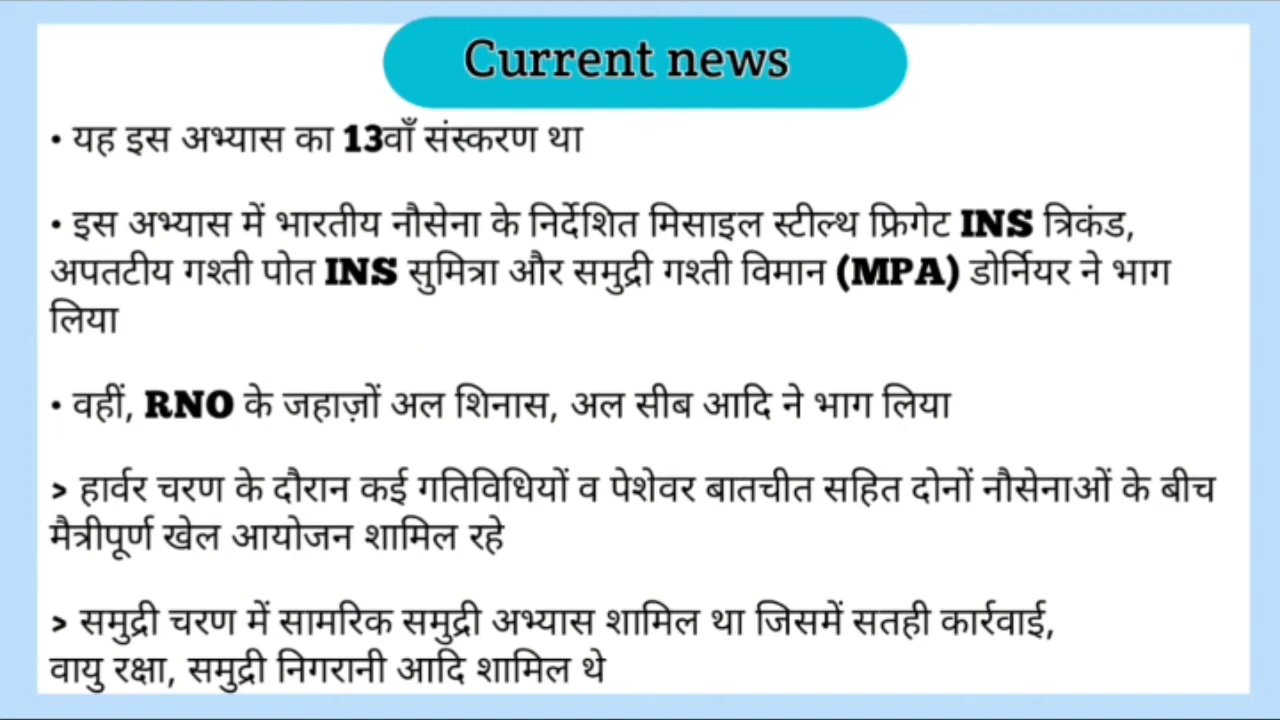 Current news
• यह इस अभ्यास का 13वाँ संस्करण था
• इस अभ्यास में भारतीय नौसेना के निर्देशित मिसाइल स्टील्थ फ्रिगेट INS त्रिकंड,
अपतटीय गश्ती पोत INS सुमित्रा और समुद्री गश्ती विमान (MPA) डोर्नियर ने भाग
लिया
• वहीं, RNO के जहाज़ों अल शिनास, अल सीब आदि ने भाग लिया
> हार्वर चरण के दौरान कई गतिविधियों व पेशेवर बातचीत सहित दोनों नौसेनाओं के बीच
मैत्रीपूर्ण खेल आयोजन शामिल रहे
> समुद्री चरण में सामरिक समुद्री अभ्यास शामिल था जिसमें सतही कार्रवाई,
वायु रक्षा, समुद्री निगरानी आदि शामिल थे